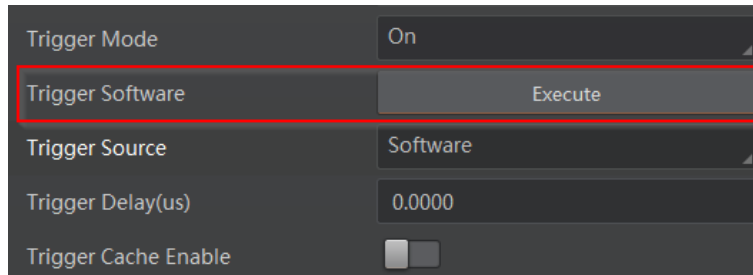 Trigger Mode On
Trigger Software Execute
Trigger Source Software
Trigger Delay(us) 0.0000
Trigger Cache Enable